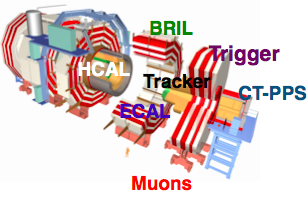 BRIL
Trigger
HCAL
Tracker
CT-PPS
ECAL
Muons